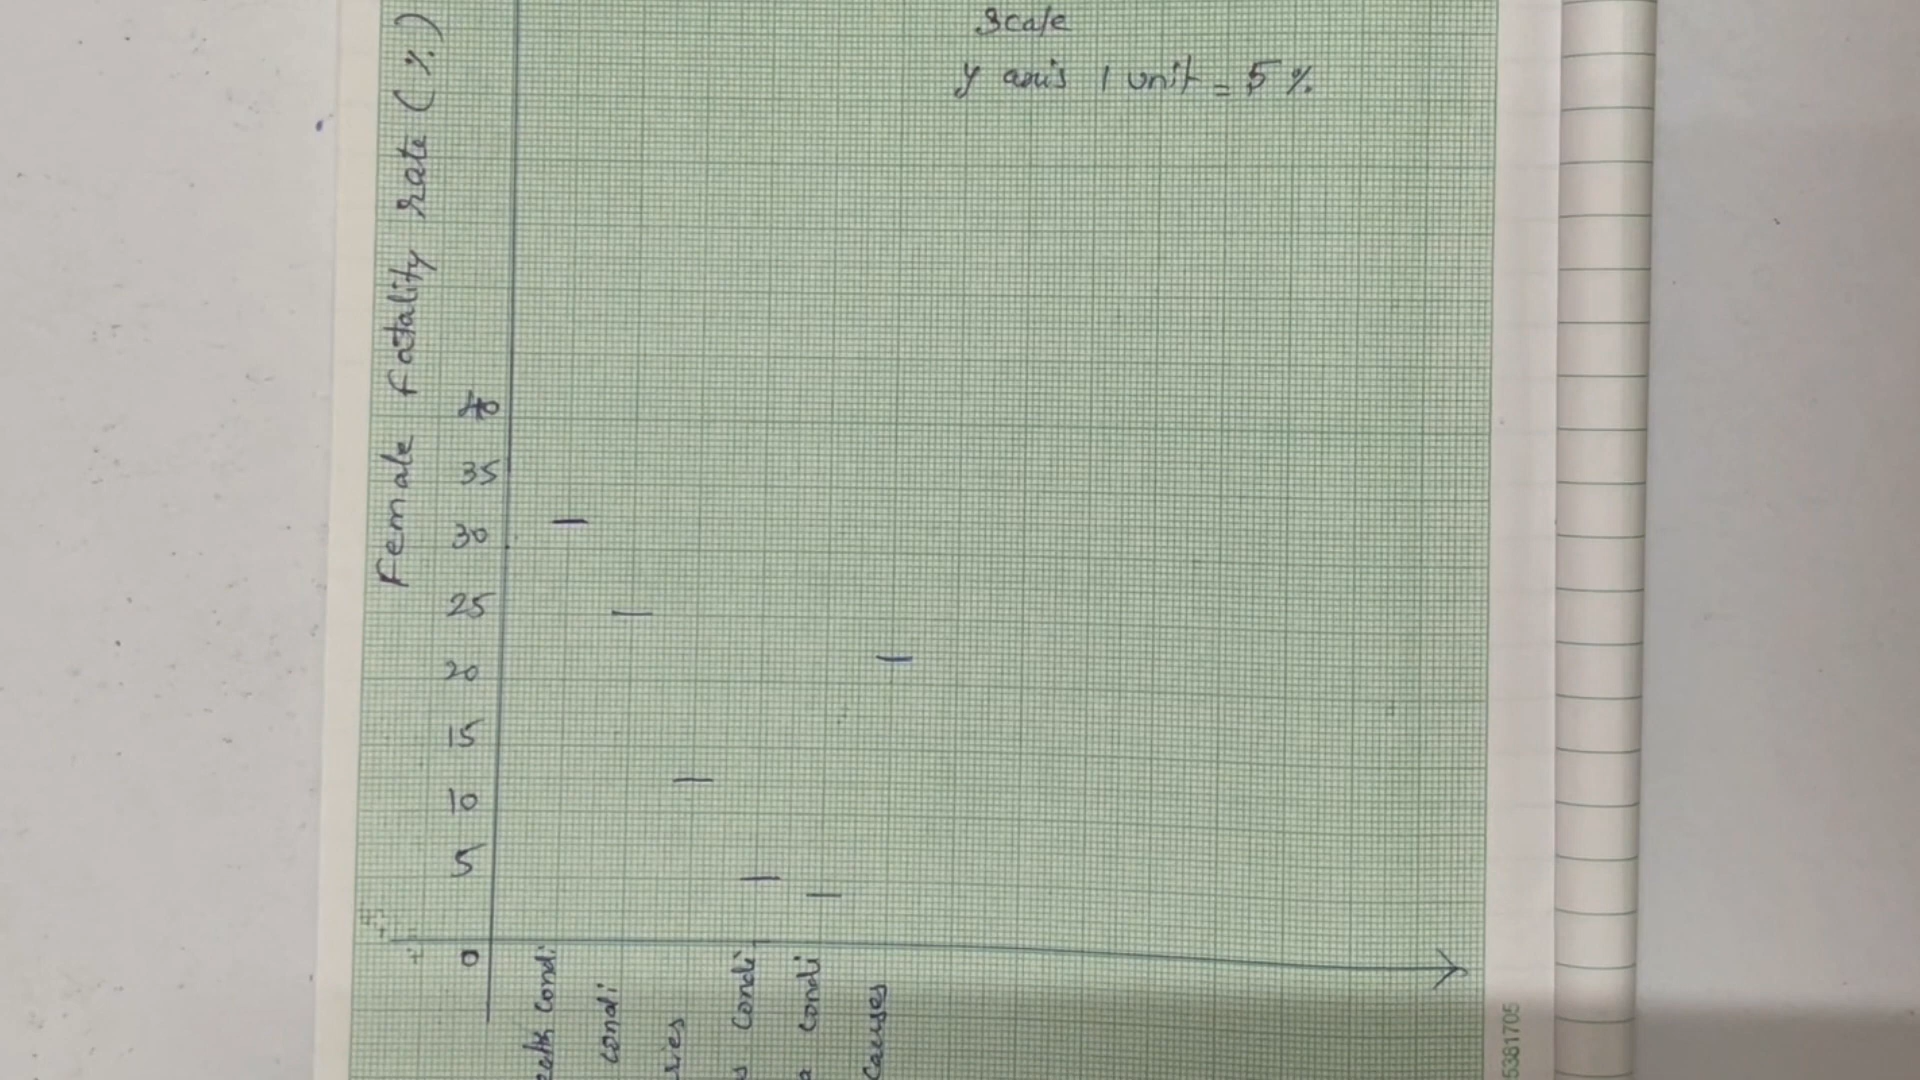 Scale
Y axis 1 unit = 5 %.
Female fatality rate (%)
40
35
30
25
20
15
10
5
0
condi
condi
condi
condi
causes
5381705